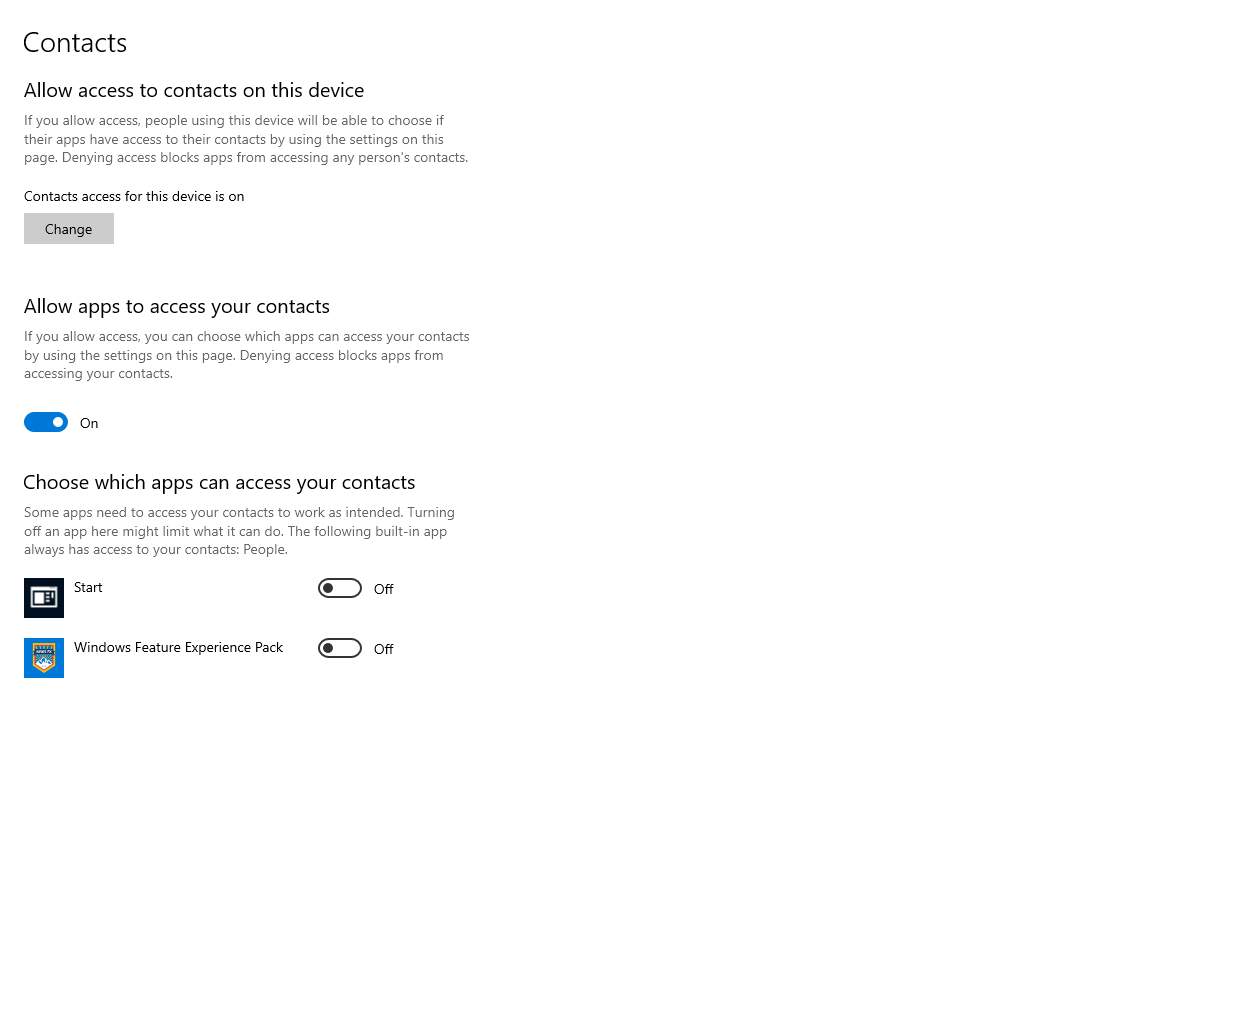 Contacts
Allow access to contacts on this device
If you allow access, people using this device will be able to choose if
their apps have access to their contacts by using the settings on this
page. Denying access blocks apps from accessing any person's contacts.
Contacts access for this device is on
Change
Allow apps to access your contacts
If you allow access, you can choose which apps can access your contacts
by using the settings on this page. Denying access blocks apps from
accessing your contacts.
On
Choose which apps can access your contacts
Some apps need to access your contacts to work as intended. Turning
off an app here might limit what it can do. The following built-in app
always has access to your contacts: People.
Start Off
Windows Feature Experience Pack Off